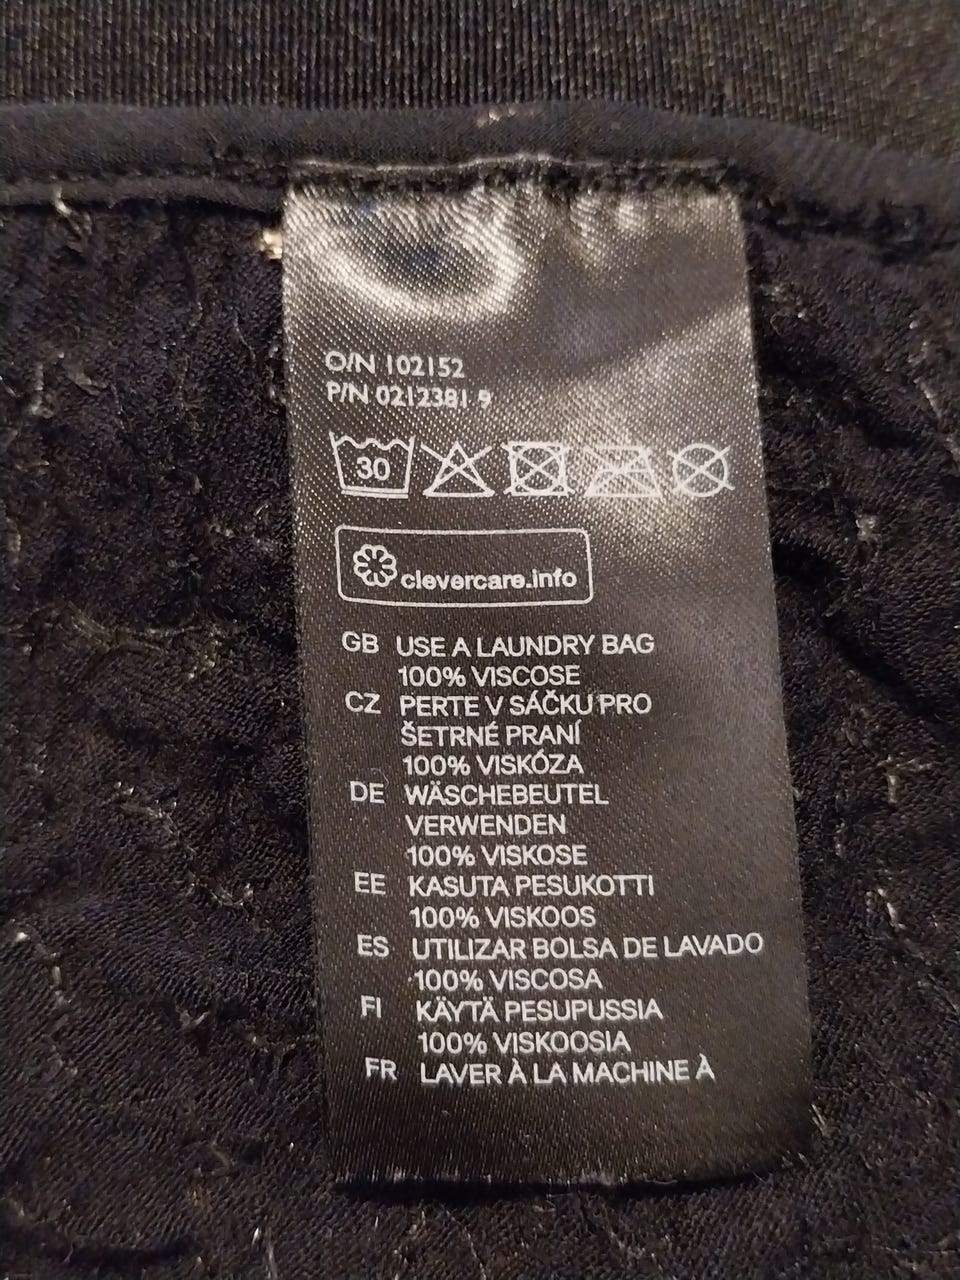 O/N 102152
P/N 0212381 9
30
clevercare.info
GB USE A LAUNDRY BAG
100% VISCOSE
CZ PERTE V SÁČKU PRO
ŠETRNÉ PRANÍ
100% VISKÓZA
DE WÄSCHEBEUTEL
VERWENDEN
100% VISKOSE
EE KASUTA PESUKOTTI
100% VISKOOS
ES UTILIZAR BOLSA DE LAVADO
100% VISCOSA
FI KÄYTÄ PESUPUSSIA
100% VISKOOSIA
FR LAVER À LA MACHINE À